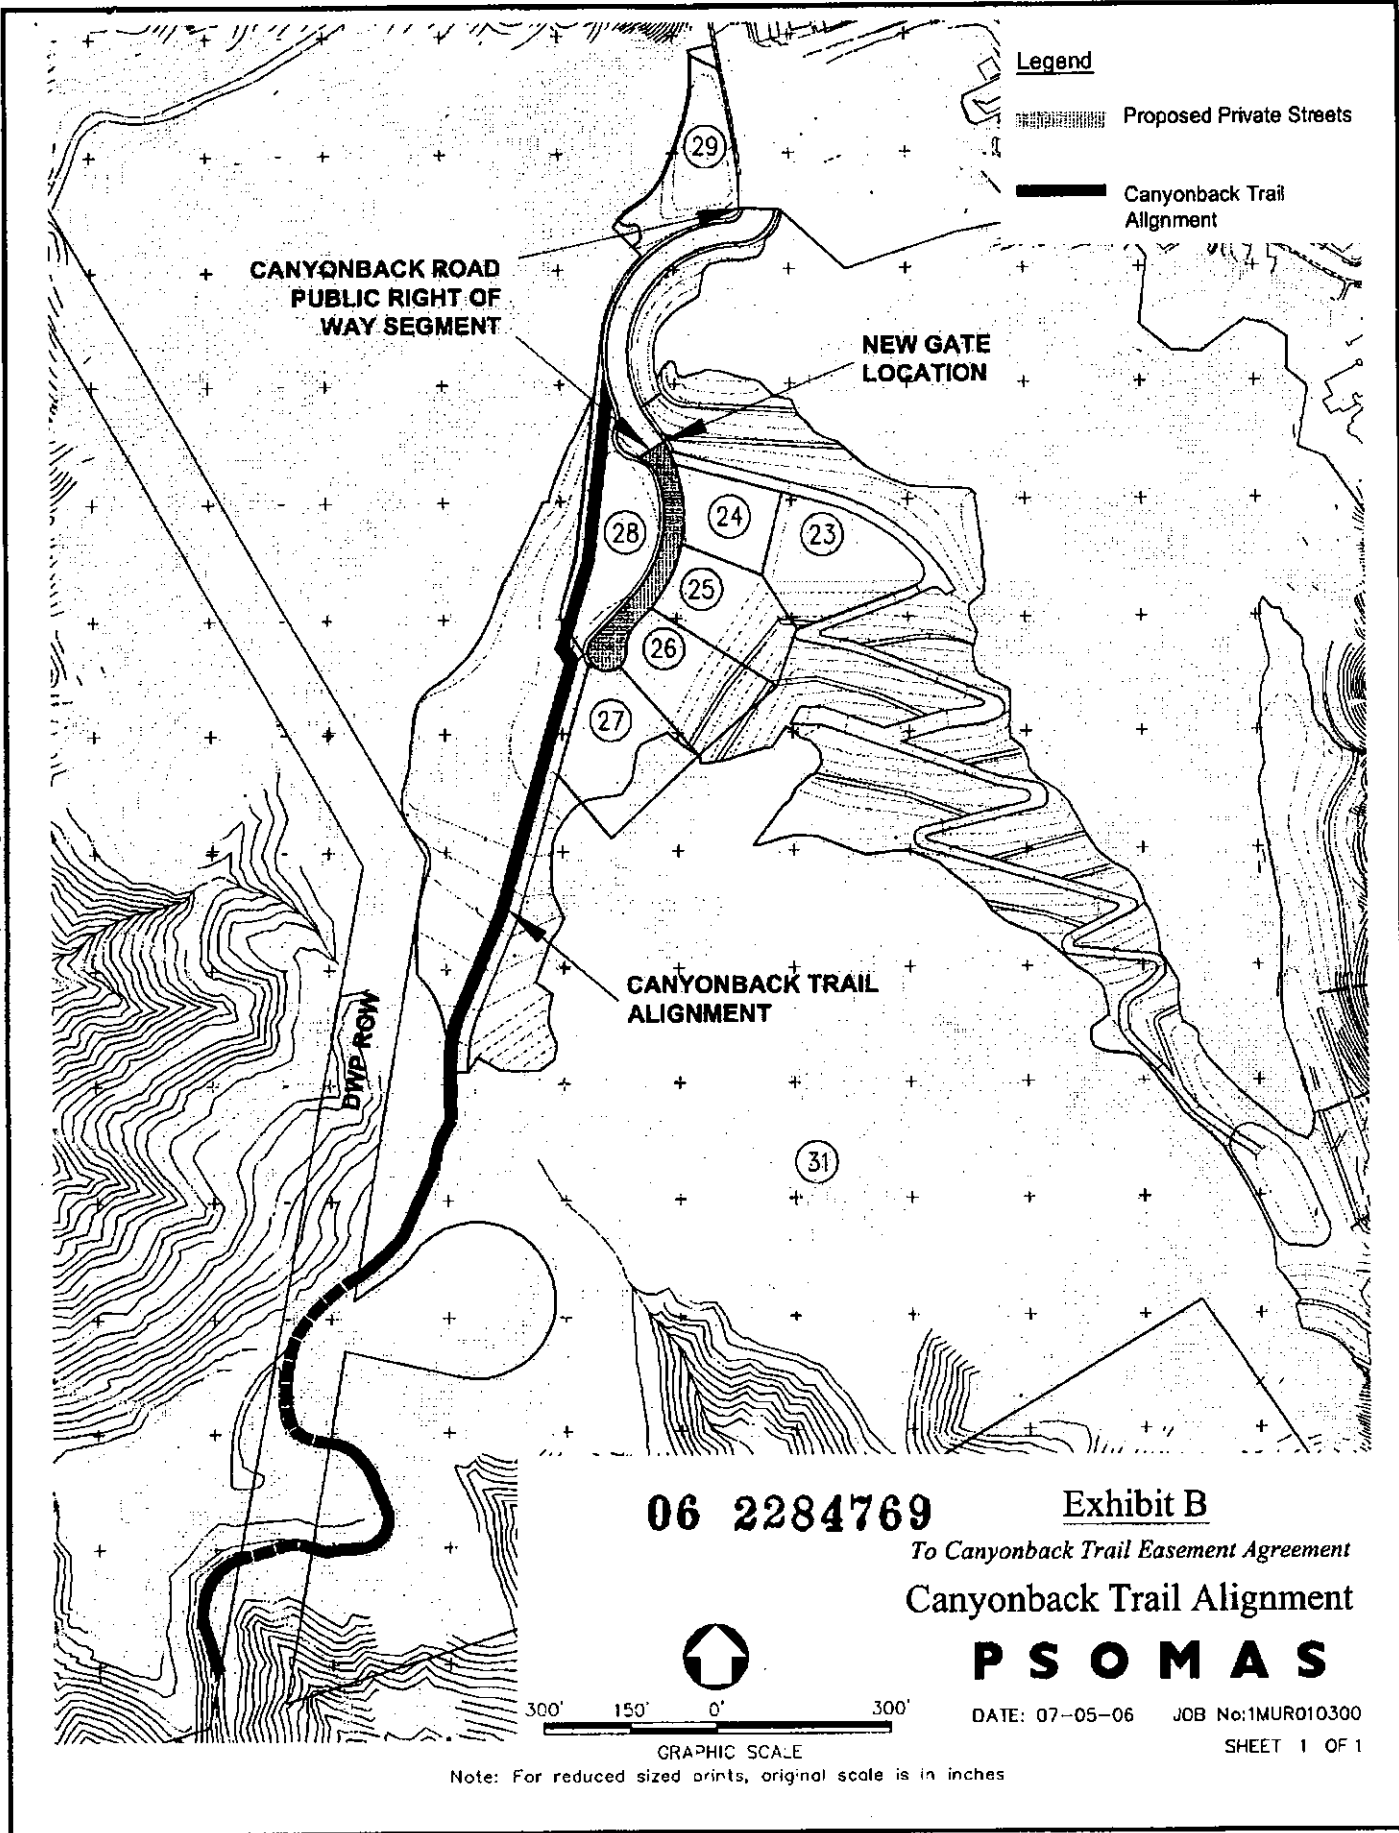 Legend
Proposed Private Streets
Canyonback Trail
Alignment
29
CANYONBACK ROAD
PUBLIC RIGHT OF
WAY SEGMENT
NEW GATE
LOCATION
28
24
23
25
26
27
CANYONBACK TRAIL
ALIGNMENT
DWP ROW
31
06 2284769
Exhibit B
To Canyonback Trail Easement Agreement
Canyonback Trail Alignment
PSOMAS
300' 150' 0' 300'
GRAPHIC SCALE
DATE: 07-05-06 JOB No:1MUR010300
SHEET 1 OF 1
Note: For reduced sized prints, original scale is in inches